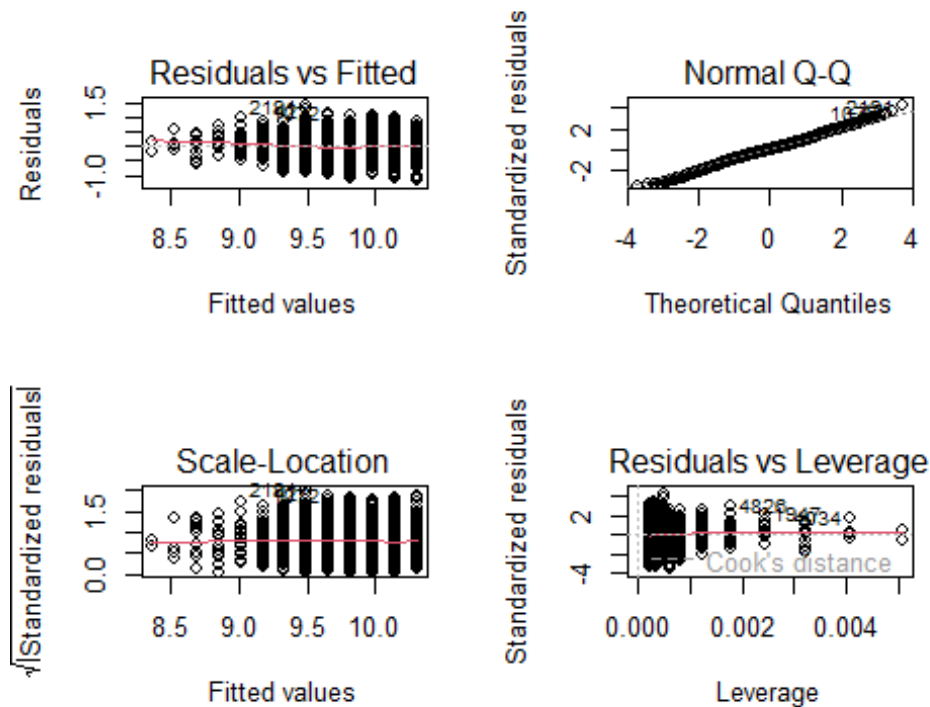 Residuals vs Fitted
Residuals
1.5
-1.0
8.5 9.0 9.5 10.0
Fitted values
Normal Q-Q
Standardized residuals
2
-2
-4 -2 0 2 4
Theoretical Quantiles
Scale-Location
√|Standardized residuals|
1.5
0.0
8.5 9.0 9.5 10.0
Fitted values
Residuals vs Leverage
Standardized residuals
2
-4
4826
Cook's distance
0.000 0.002 0.004
Leverage